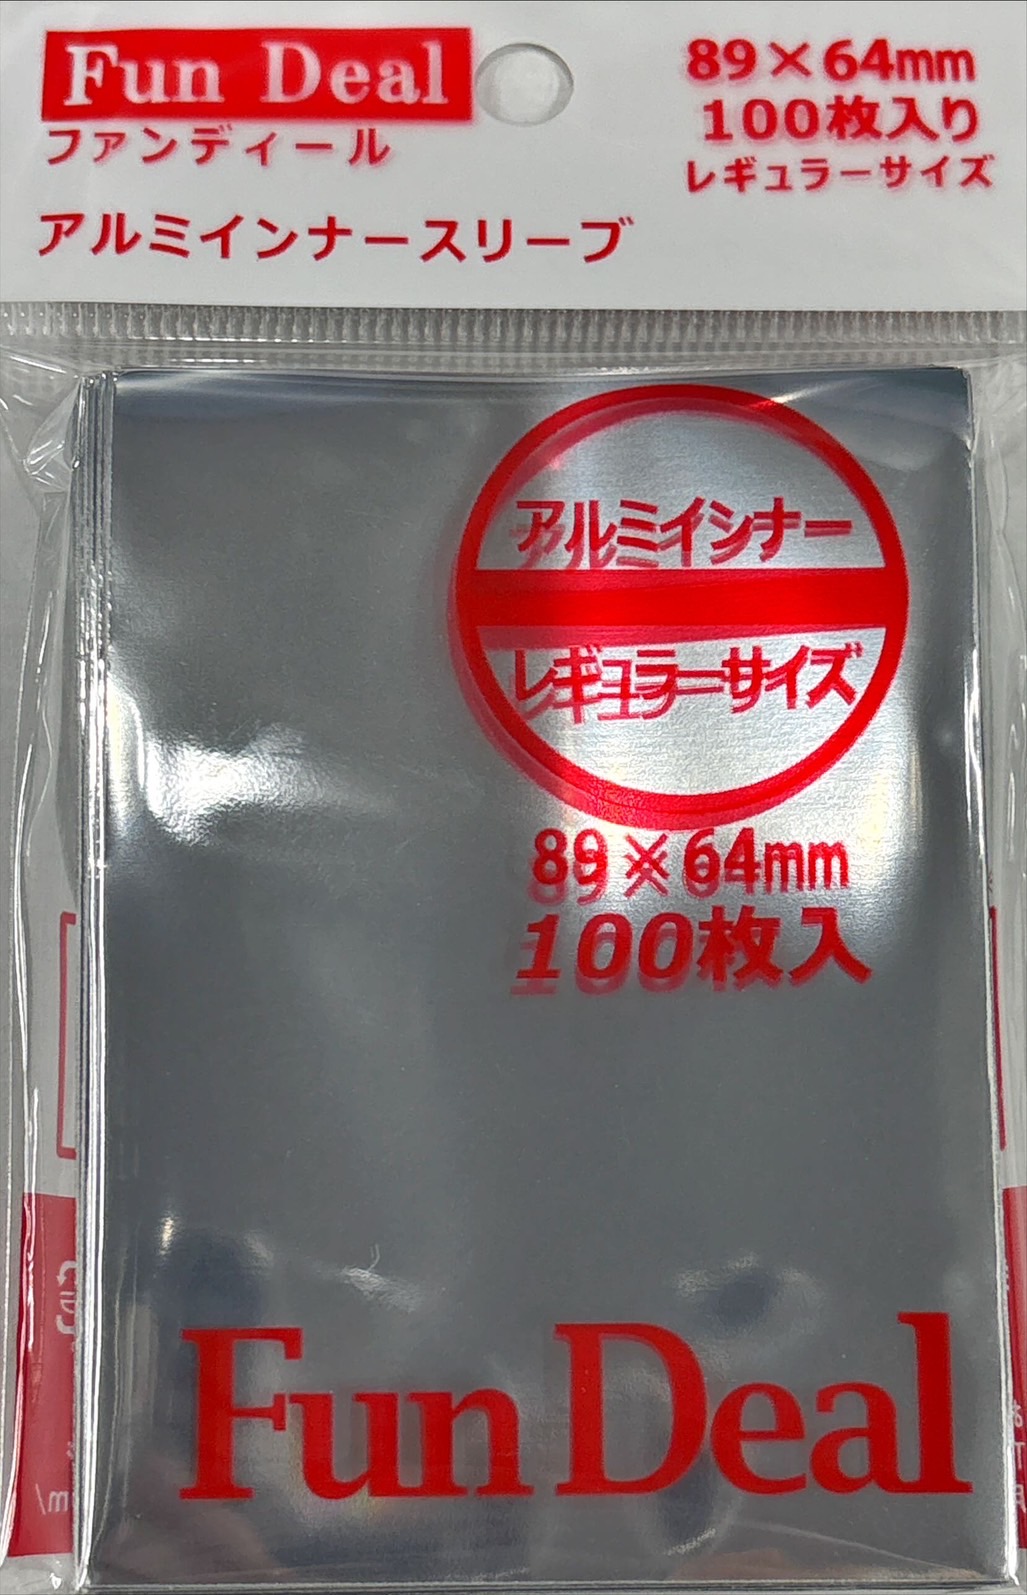 Fun Deal
ファンディール
アルミインナースリーブ
89×64mm
100枚入り
レギュラーサイズ
アルミインナー
レギュラーサイズ
89×64mm
100枚入
Fun Deal